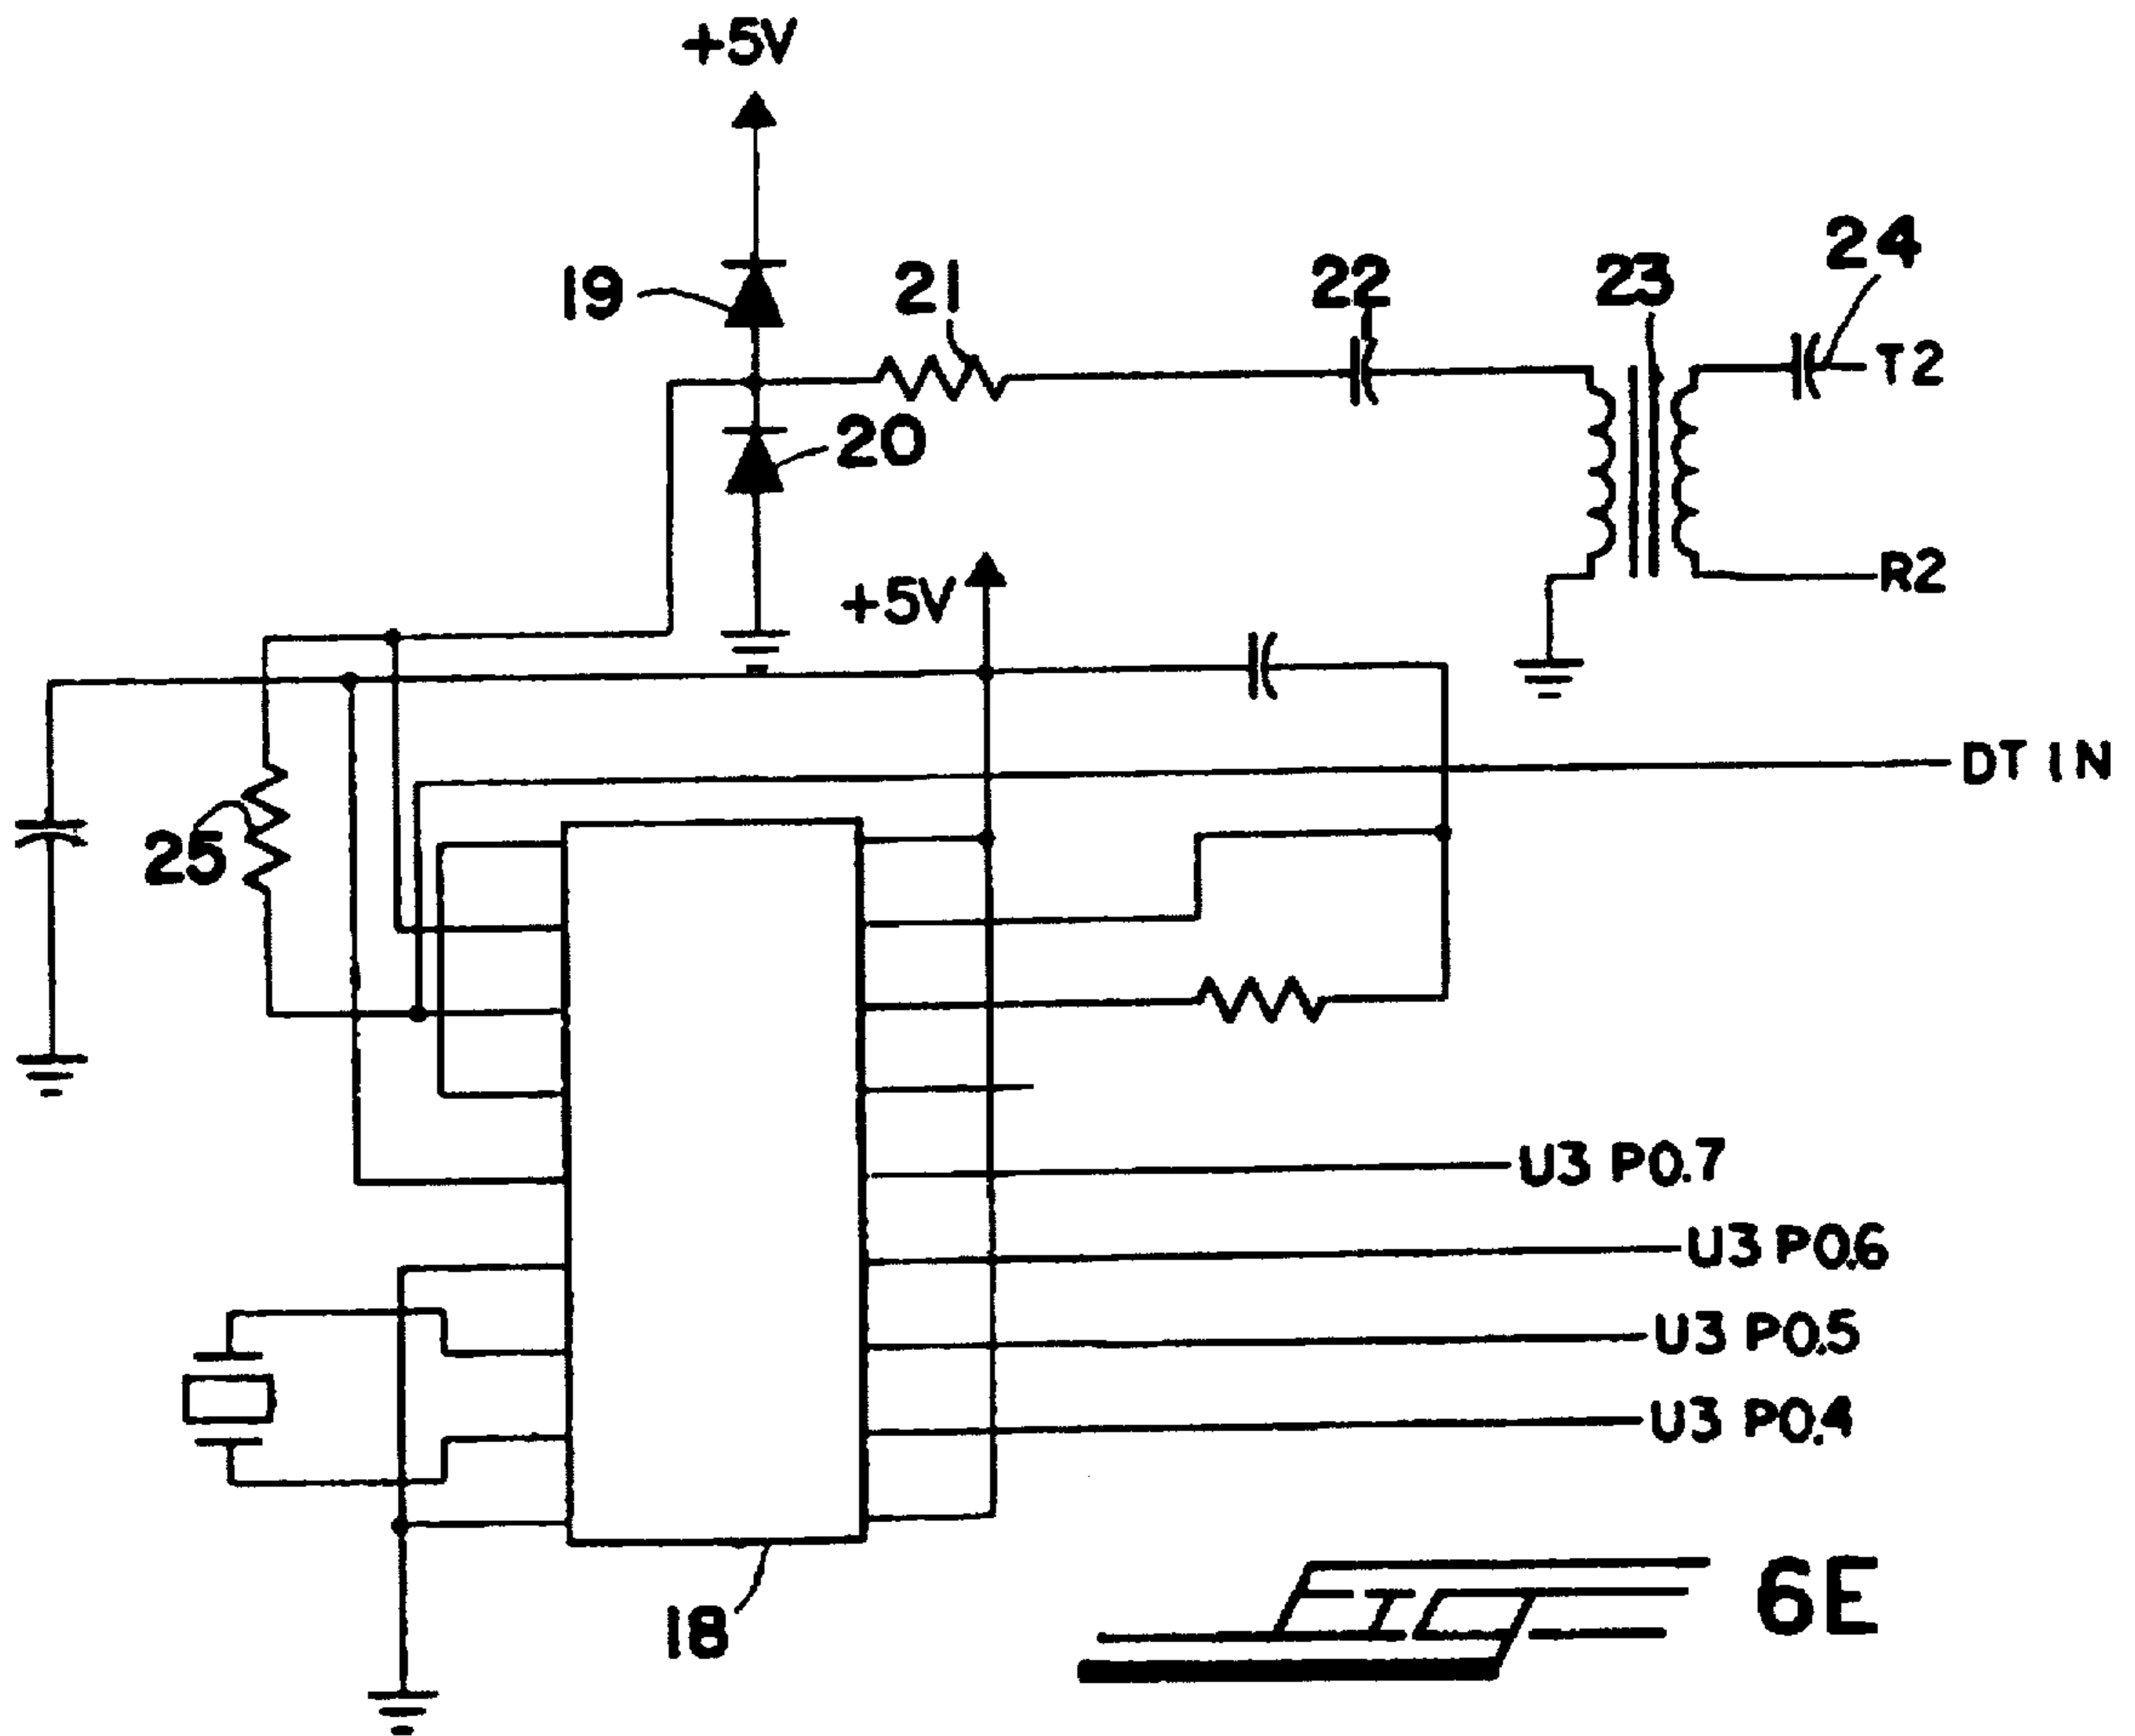 +5V
19
21
22
23
24
T2
20
+5V
R2
DT IN
25
U3 P0.7
U3 P0.6
U3 P0.5
U3 P0.4
18
FIG 6E